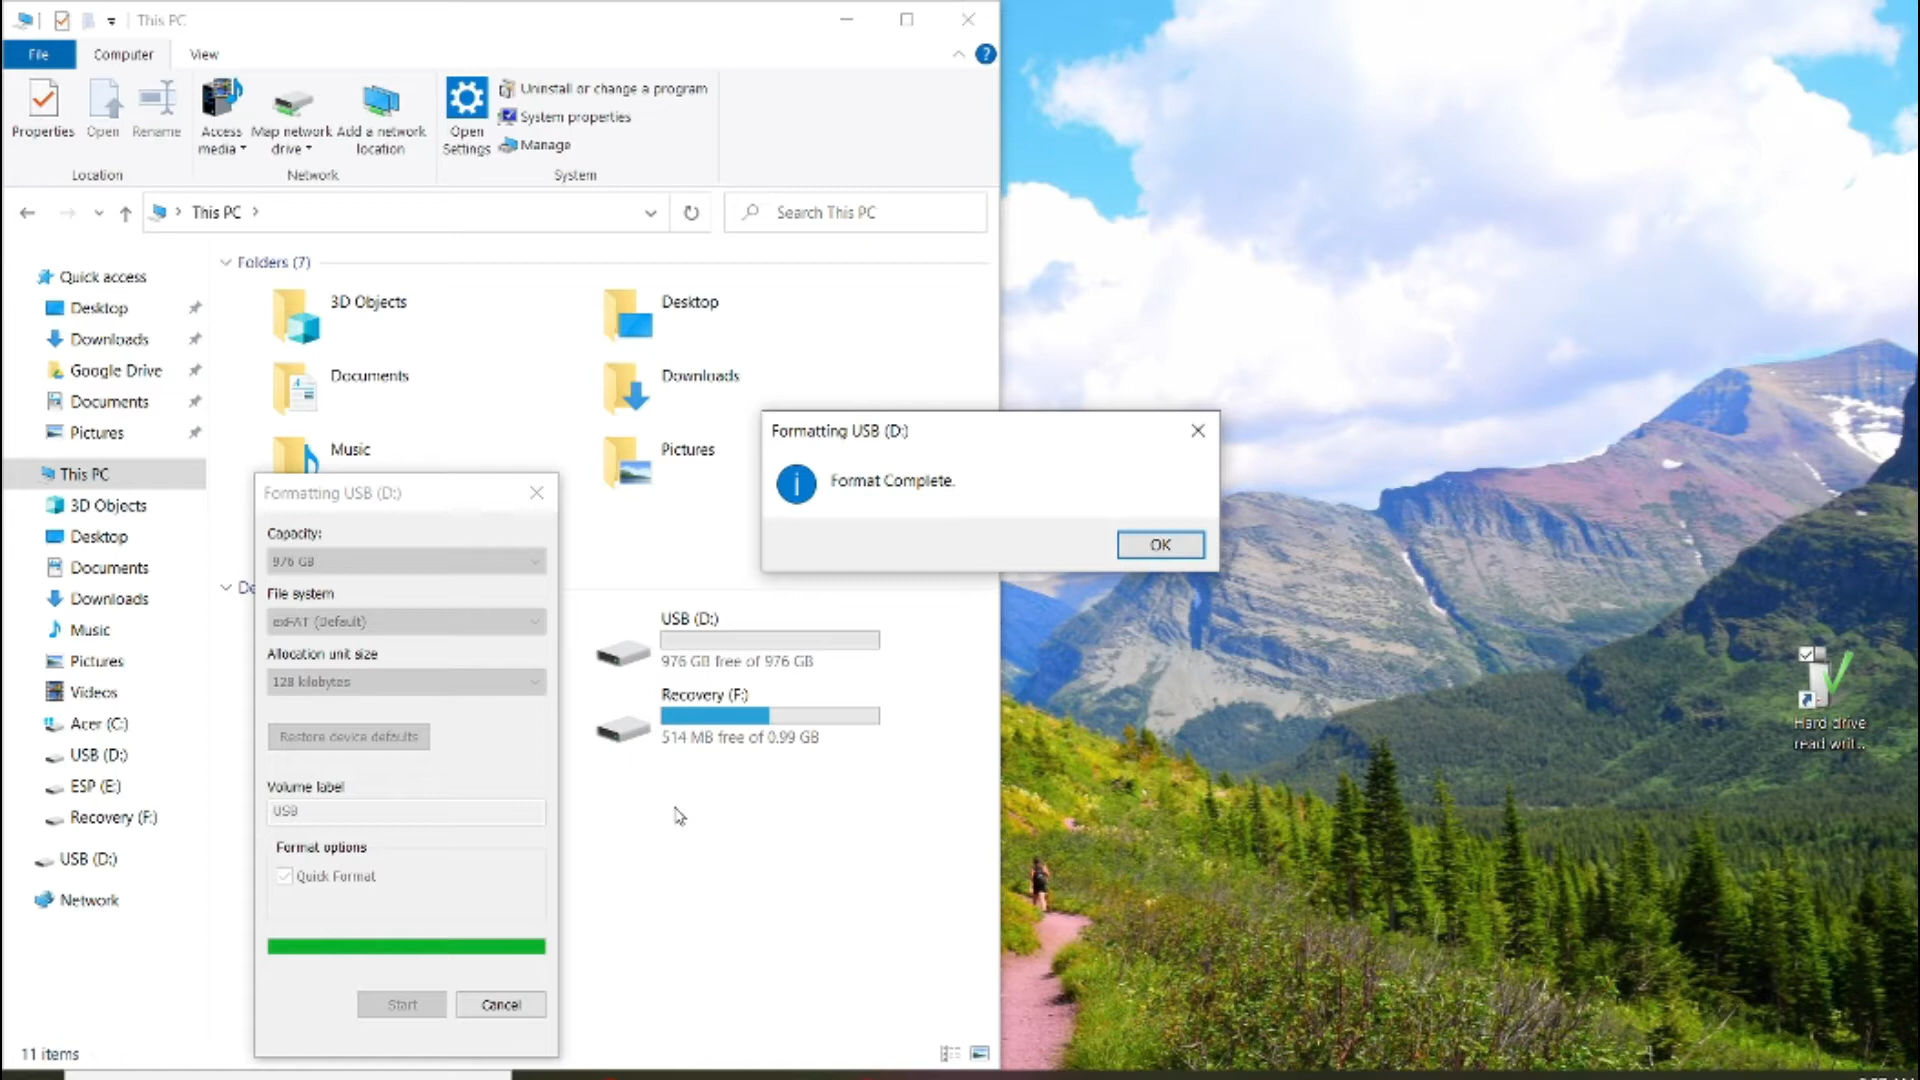 This PC
File
Computer
View
Properties
Open
Rename
Access
media
Map network
drive
Add a network
location
Open
Settings
Uninstall or change a program
System properties
Manage
Location
Network
System
This PC
Search This PC
Quick access
Desktop
Downloads
Google Drive
Documents
Pictures
This PC
3D Objects
Desktop
Documents
Downloads
Music
Pictures
Videos
Acer (C:)
USB (D:)
ESP (E:)
Recovery (F:)
USB (D:)
Network
Folders (7)
3D Objects
Desktop
Documents
Downloads
Music
Pictures
USB (D:)
976 GB free of 976 GB
Recovery (F:)
514 MB free of 0.99 GB
Formatting USB (D:)
Capacity:
976 GB
File system
exFAT (Default)
Allocation unit size
128 kilobytes
Restore device defaults
Volume label
USB
Format options
Quick Format
Start
Cancel
Formatting USB (D:)
Format Complete.
OK
Hard drive
read writ...
11 items